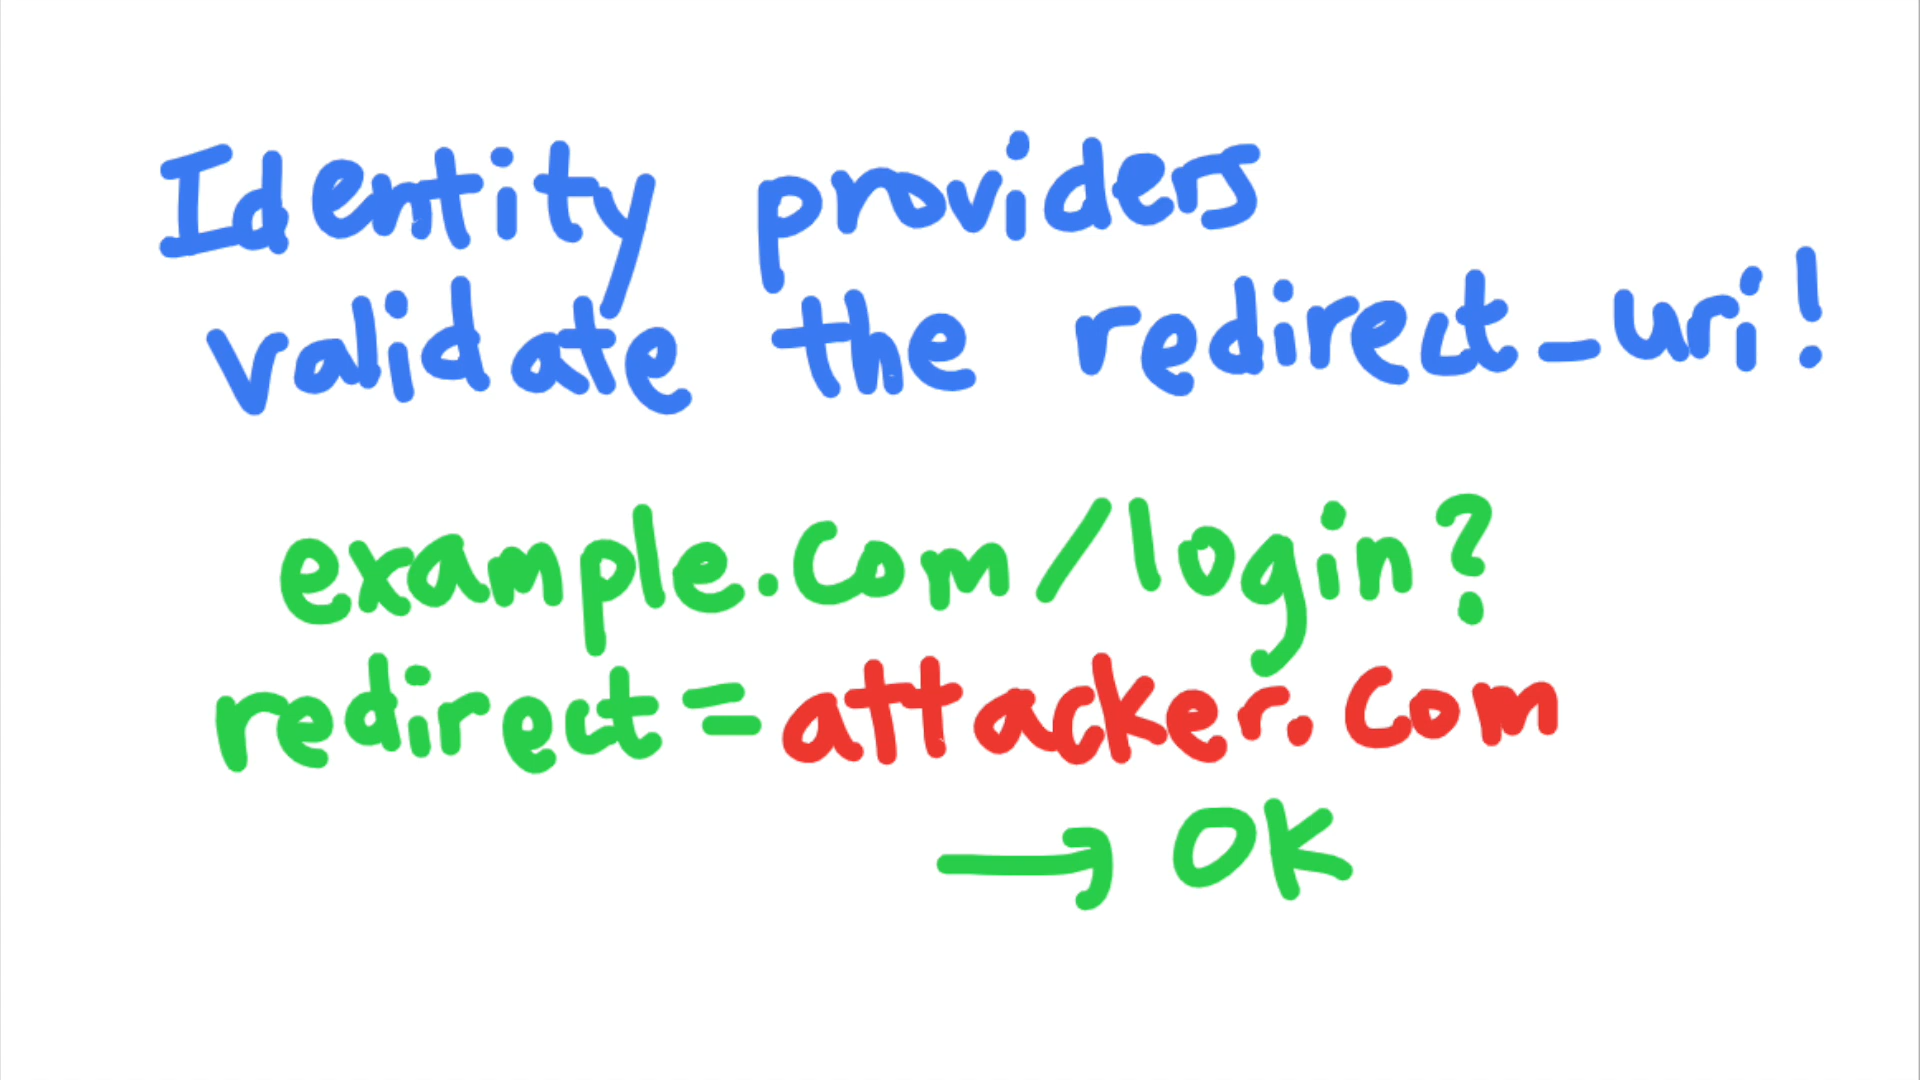 Identity providers
validate the redirect_uri!
example.com/login?
redirect=attacker.com
→ OK